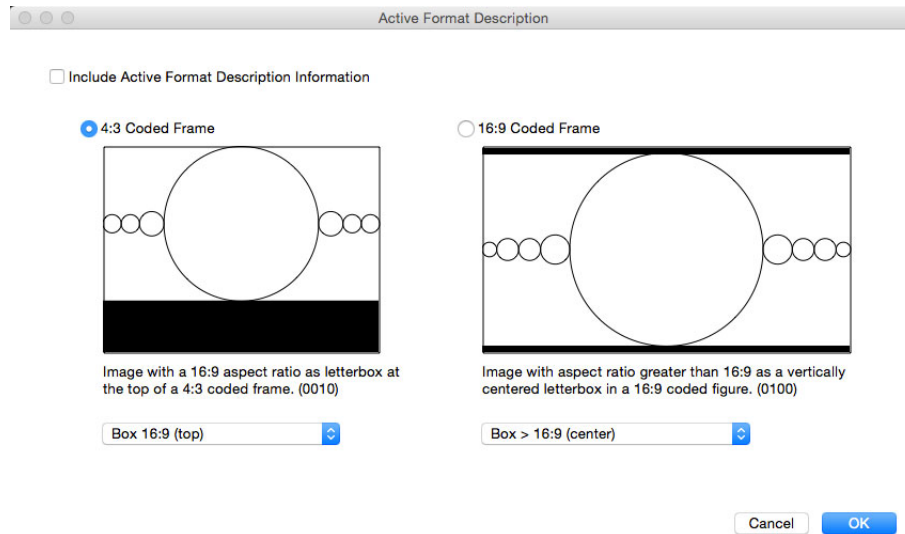 Active Format Description
Include Active Format Description Information
4:3 Coded Frame
16:9 Coded Frame
Image with a 16:9 aspect ratio as letterbox at
the top of a 4:3 coded frame. (0010)
Image with aspect ratio greater than 16:9 as a vertically
centered letterbox in a 16:9 coded figure. (0100)
Box 16:9 (top)
Box > 16:9 (center)
Cancel
OK